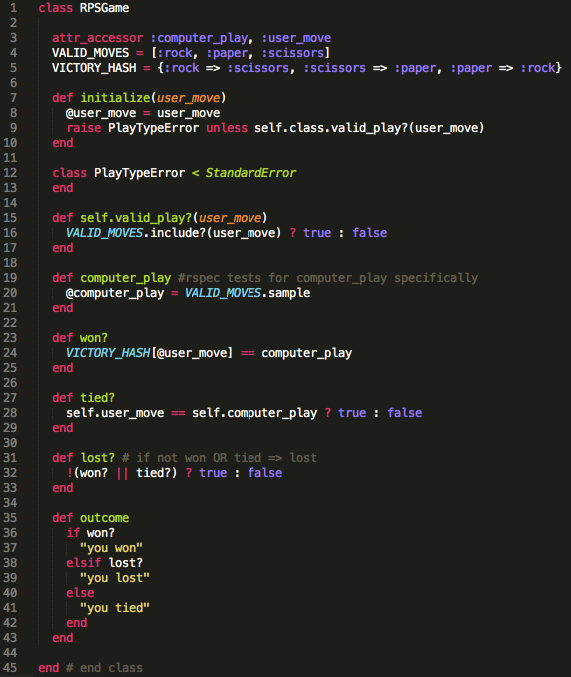 1 class RPSGame
2
3   attr_accessor :computer_play, :user_move
4   VALID_MOVES = [:rock, :paper, :scissors]
5   VICTORY_HASH = {:rock => :scissors, :scissors => :paper, :paper => :rock}
6
7   def initialize(user_move)
8     @user_move = user_move
9     raise PlayTypeError unless self.class.valid_play?(user_move)
10   end
11
12   class PlayTypeError < StandardError
13   end
14
15   def self.valid_play?(user_move)
16     VALID_MOVES.include?(user_move) ? true : false
17   end
18
19   def computer_play #rspec tests for computer_play specifically
20     @computer_play = VALID_MOVES.sample
21   end
22
23   def won?
24     VICTORY_HASH[@user_move] == computer_play
25   end
26
27   def tied?
28     self.user_move == self.computer_play ? true : false
29   end
30
31   def lost? # if not won OR tied => lost
32     !(won? || tied?) ? true : false
33   end
34
35   def outcome
36     if won?
37       "you won"
38     elsif lost?
39       "you lost"
40     else
41       "you tied"
42     end
43   end
44
45 end # end class